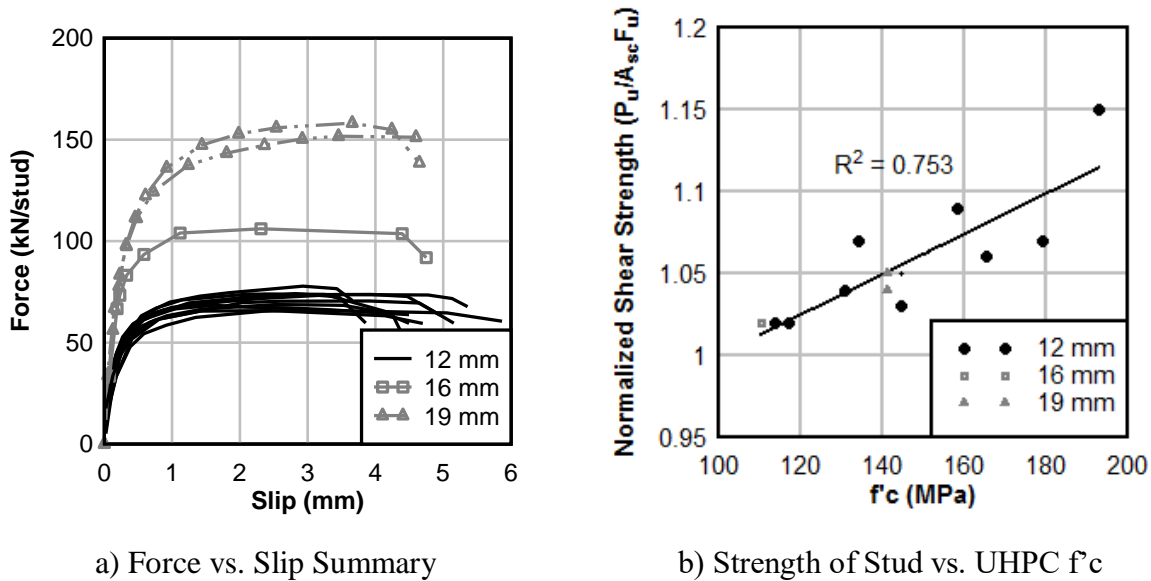 200
150
100
50
0
Force (kN/stud)
0 1 2 3 4 5 6
Slip (mm)
12 mm
16 mm
19 mm
a) Force vs. Slip Summary
1.2
1.15
1.1
1.05
1
0.95
Normalized Shear Strength (Pu/AscFu)
R² = 0.753
100 120 140 160 180 200
f'c (MPa)
12 mm
16 mm
19 mm
b) Strength of Stud vs. UHPC f’c